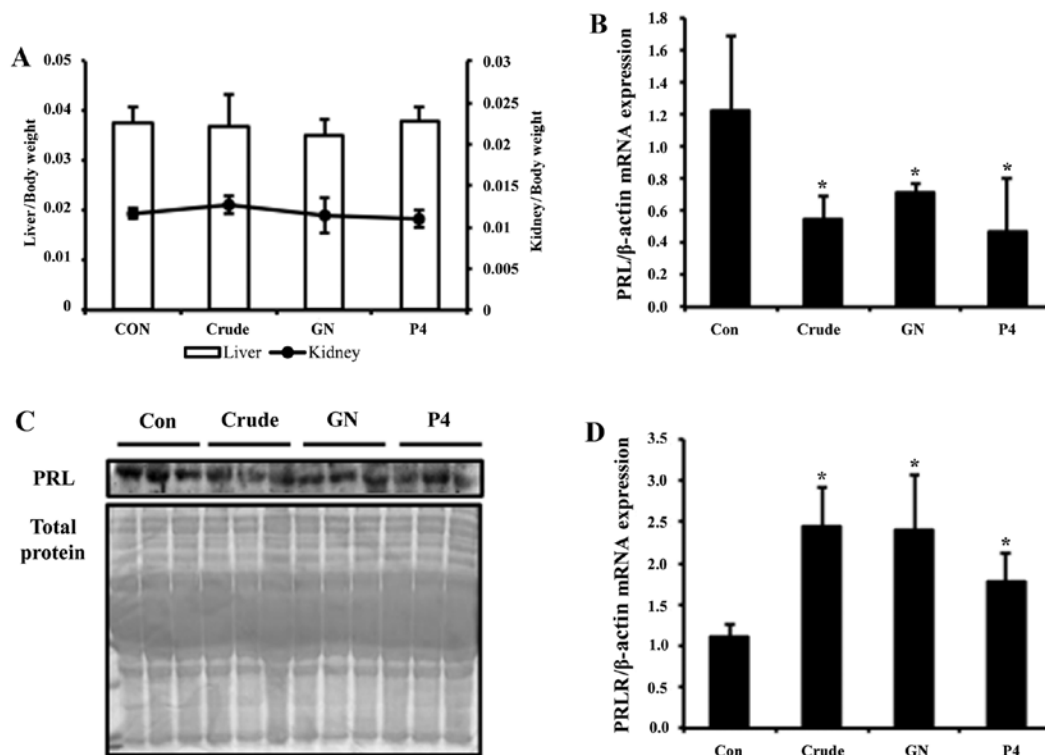 A
0.05
0.04
0.03
0.02
0.01
0
Liver/Body weight
0.03
0.025
0.02
0.015
0.01
0.005
0
Kidney/Body weight
CON Crude GN P4
Liver Kidney
B
1.8
1.6
1.4
1.2
1.0
0.8
0.6
0.4
0.2
0.0
PRL/β-actin mRNA expression
* * *
Con Crude GN P4
C
Con Crude GN P4
PRL
Total
protein
D
3.5
3.0
2.5
2.0
1.5
1.0
0.5
0.0
PRLR/β-actin mRNA expression
* * *
Con Crude GN P4